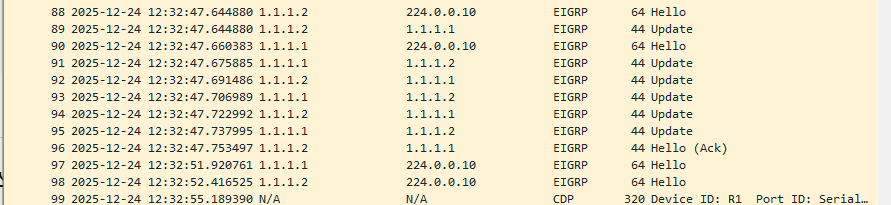 88 2025-12-24 12:32:47.644880 1.1.1.2 224.0.0.10 EIGRP 64 Hello
89 2025-12-24 12:32:47.644880 1.1.1.2 1.1.1.1 EIGRP 44 Update
90 2025-12-24 12:32:47.660383 1.1.1.1 224.0.0.10 EIGRP 64 Hello
91 2025-12-24 12:32:47.675885 1.1.1.1 1.1.1.2 EIGRP 44 Update
92 2025-12-24 12:32:47.691486 1.1.1.2 1.1.1.1 EIGRP 44 Update
93 2025-12-24 12:32:47.706989 1.1.1.1 1.1.1.2 EIGRP 44 Update
94 2025-12-24 12:32:47.722992 1.1.1.2 1.1.1.1 EIGRP 44 Update
95 2025-12-24 12:32:47.737995 1.1.1.1 1.1.1.2 EIGRP 44 Update
96 2025-12-24 12:32:47.753497 1.1.1.2 1.1.1.1 EIGRP 44 Hello (Ack)
97 2025-12-24 12:32:51.920761 1.1.1.1 224.0.0.10 EIGRP 64 Hello
98 2025-12-24 12:32:52.416525 1.1.1.2 224.0.0.10 EIGRP 64 Hello
99 2025-12-24 12:32:55.189390 N/A N/A CDP 320 Device ID: R1 Port ID: Serial…